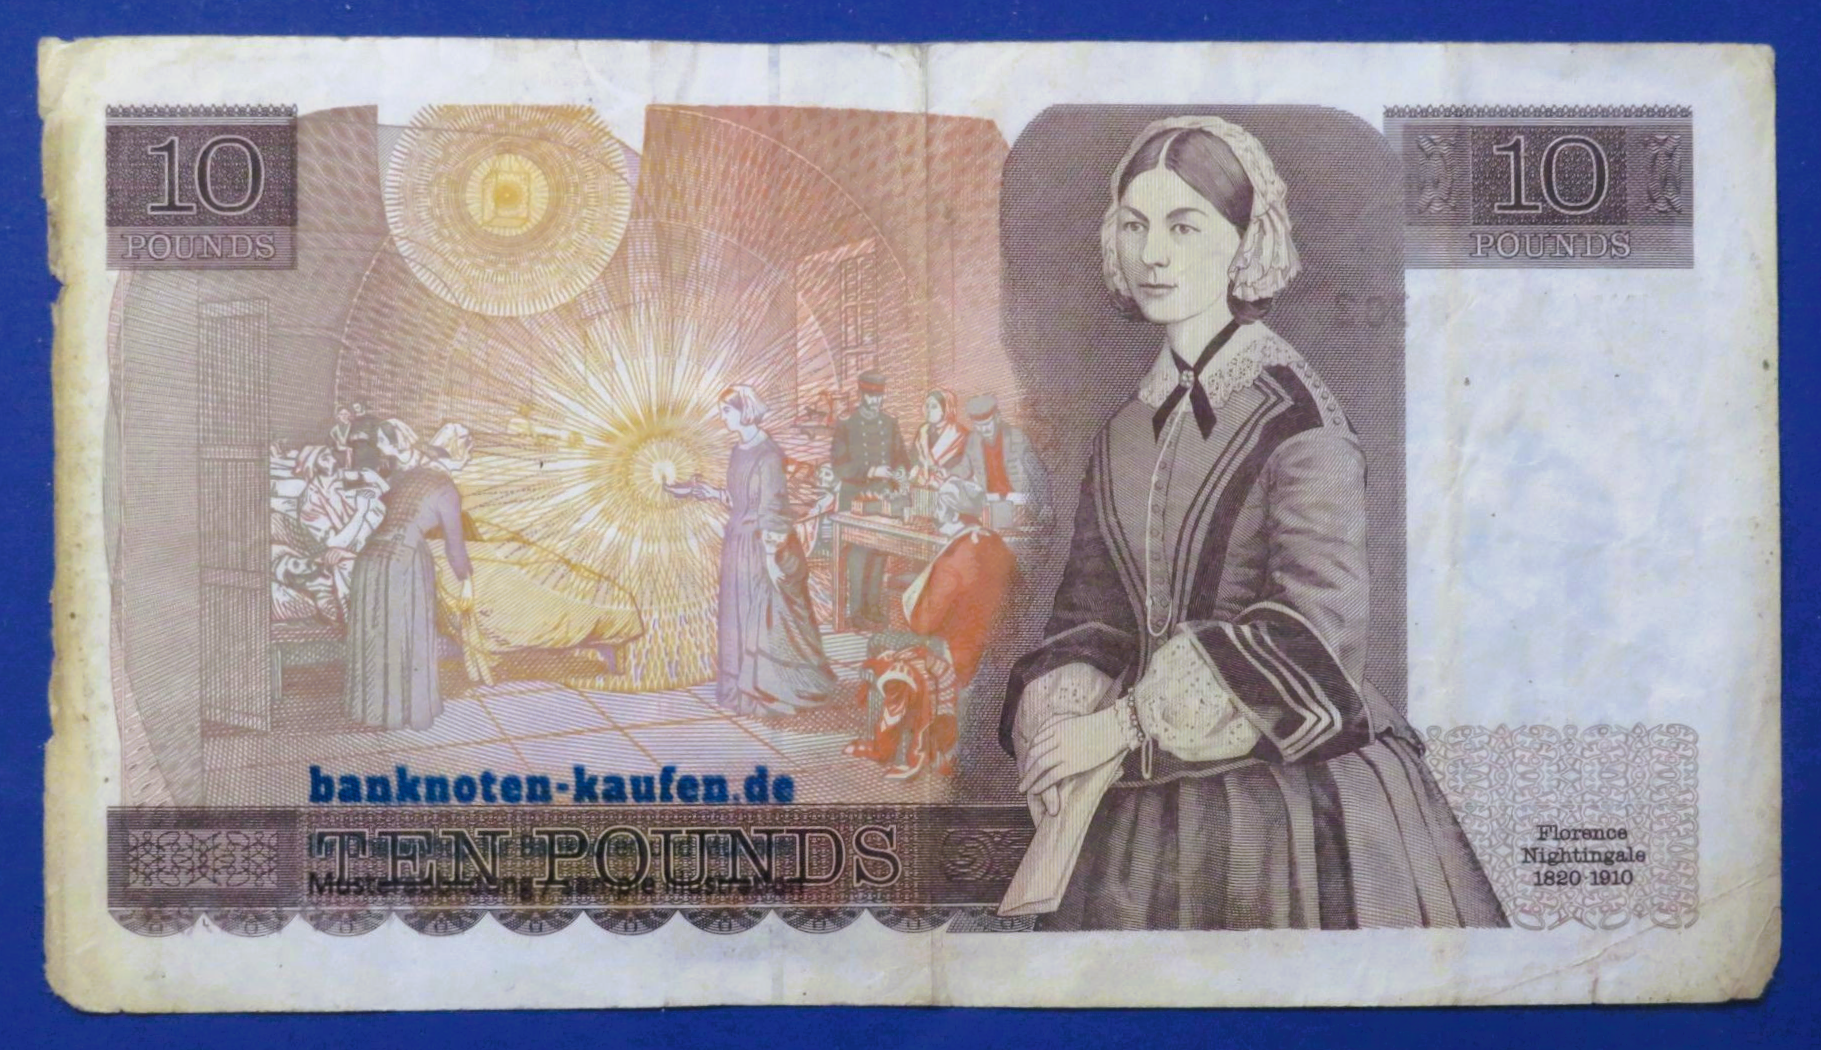 10
POUNDS
10
POUNDS
banknoten-kaufen.de
TEN POUNDS
Musterabbildung / sample illustration
Florence
Nightingale
1820-1910